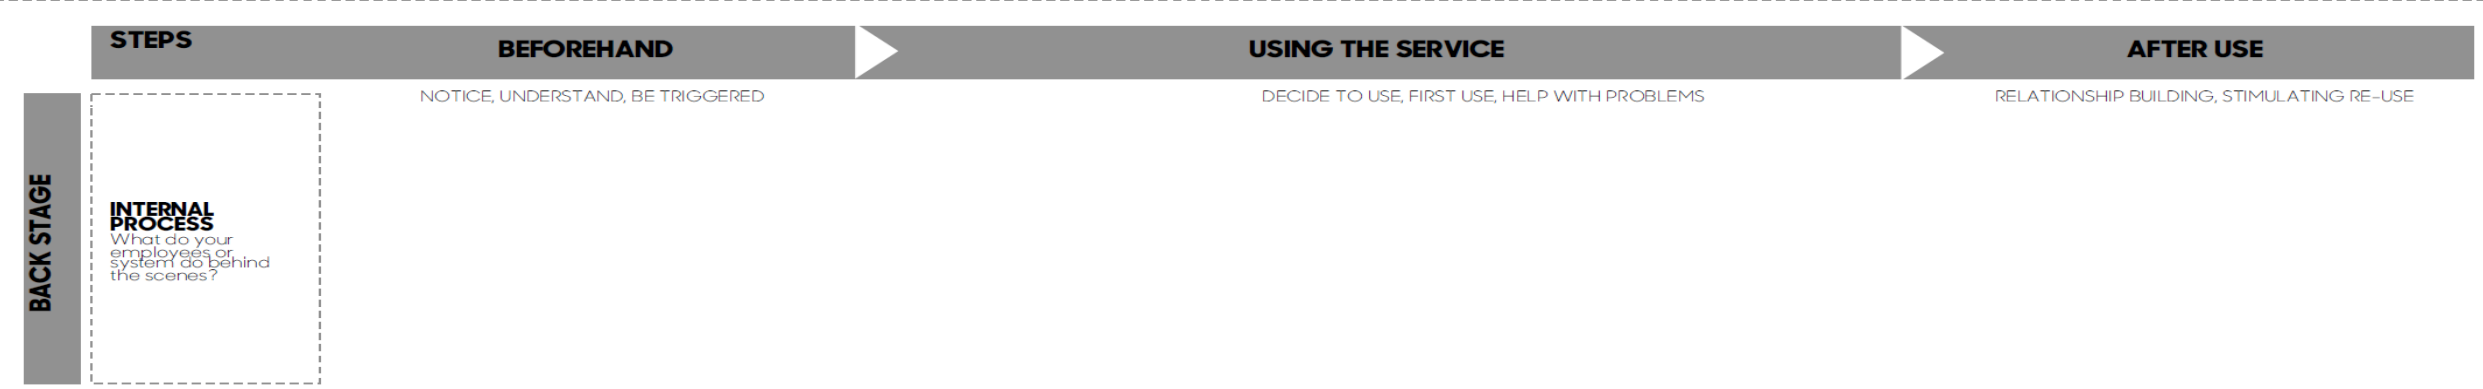 STEPS
BEFOREHAND
USING THE SERVICE
AFTER USE
NOTICE, UNDERSTAND, BE TRIGGERED
DECIDE TO USE, FIRST USE, HELP WITH PROBLEMS
RELATIONSHIP BUILDING, STIMULATING RE-USE
BACK STAGE
INTERNAL
PROCESS
What do your
employees or
system do behind
the scenes?